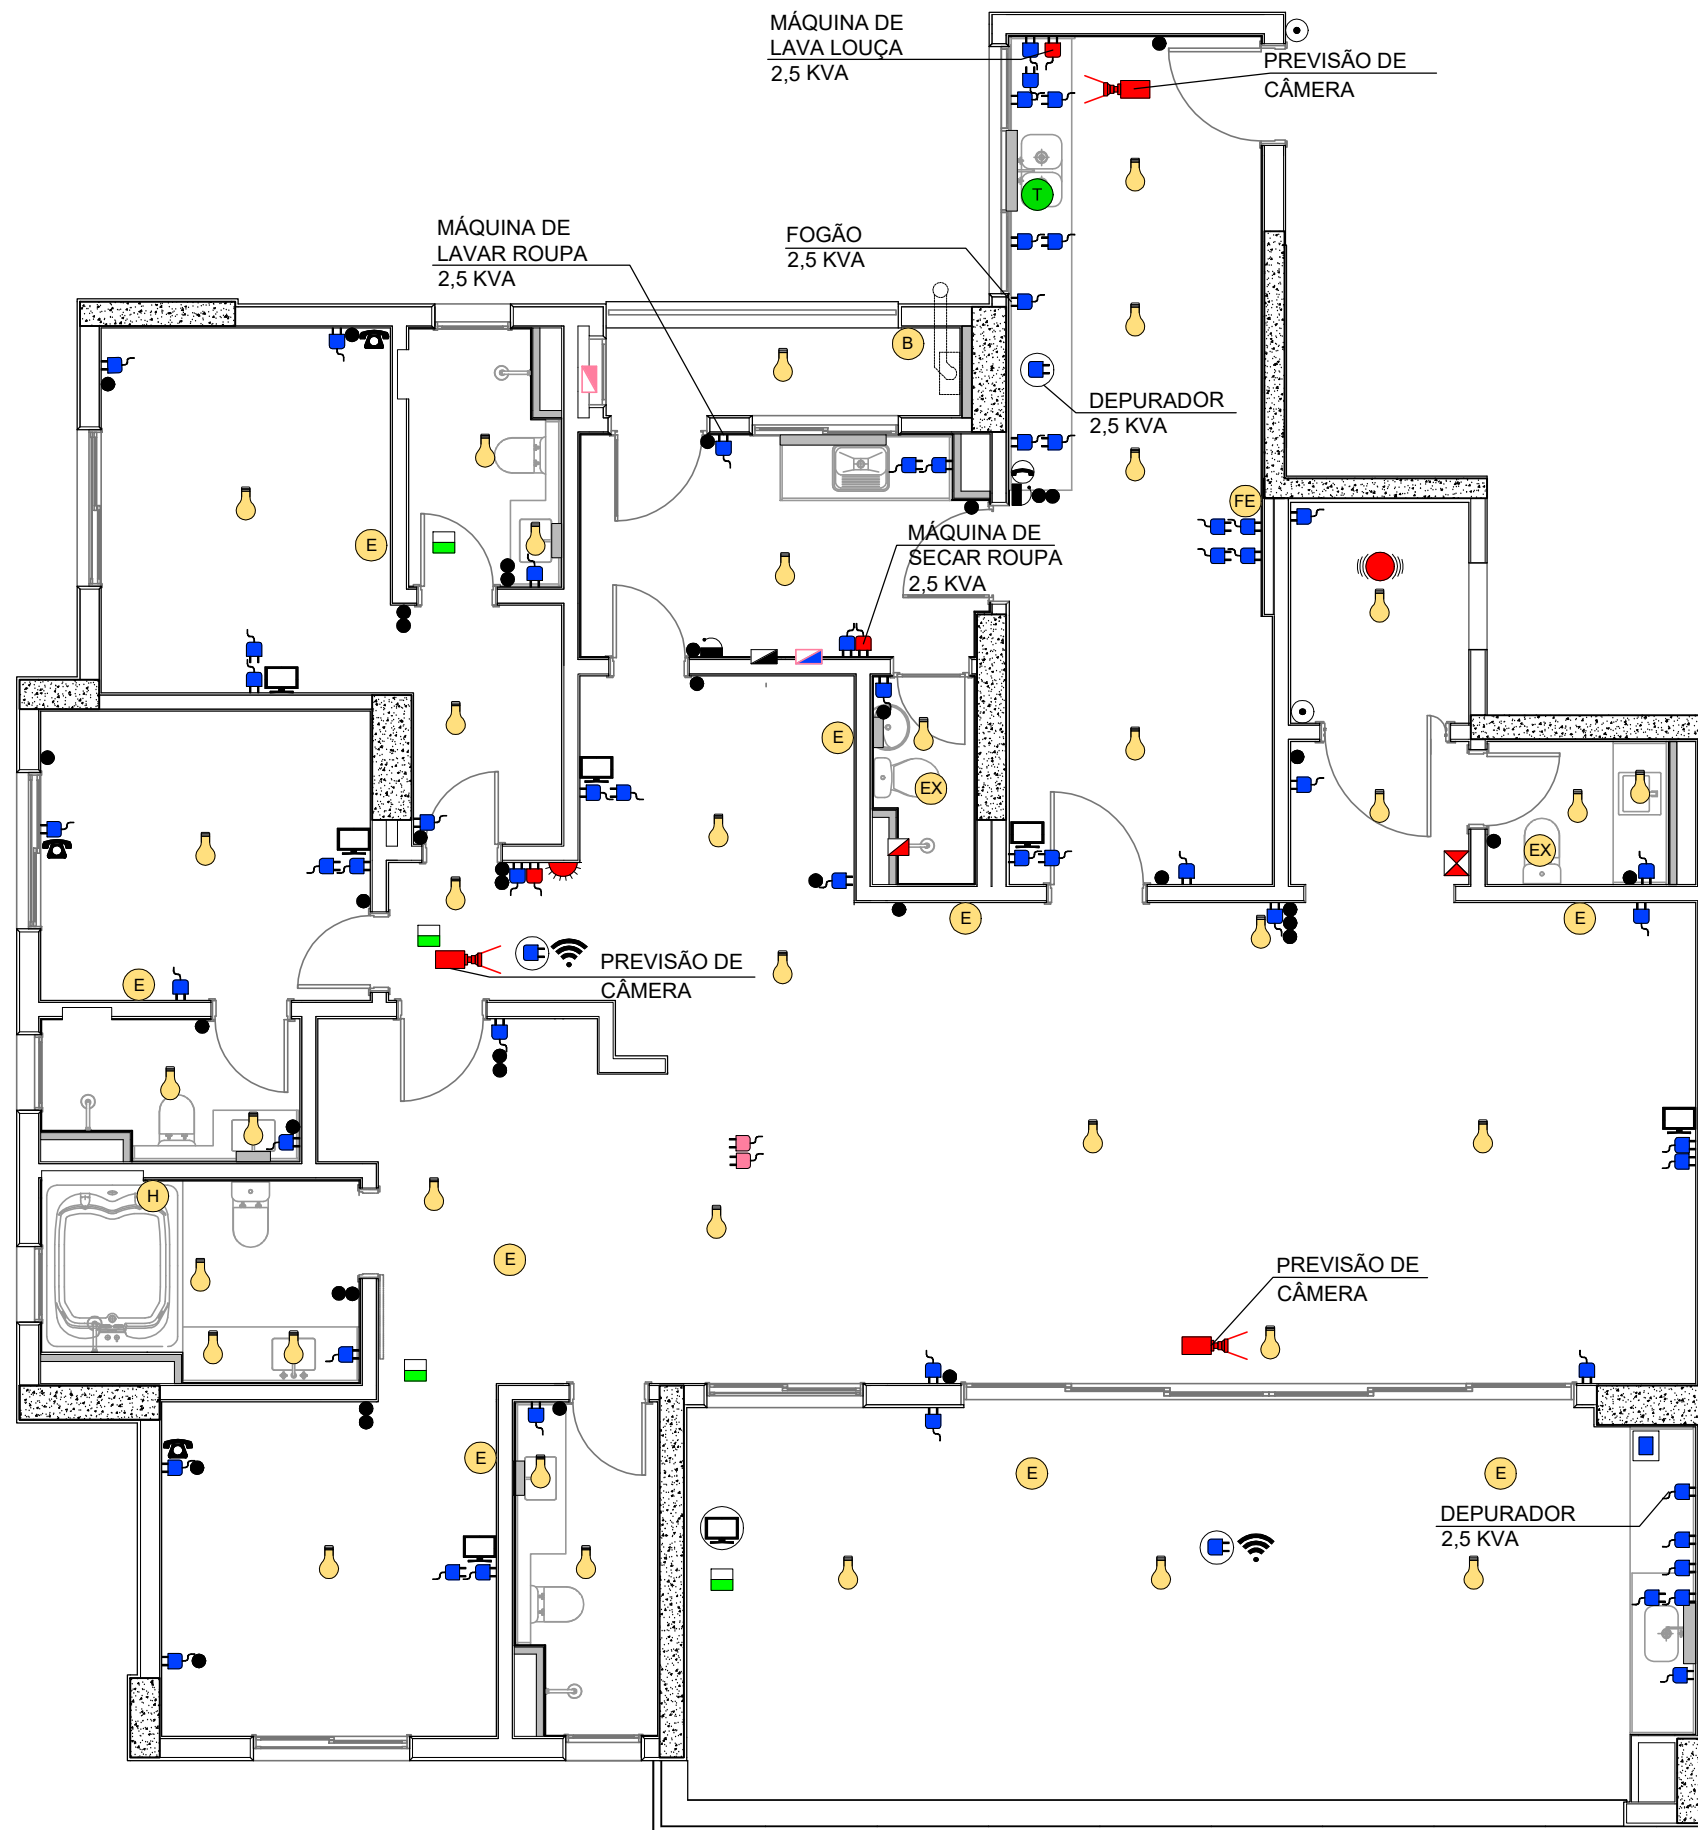 MÁQUINA DE
LAVA LOUÇA
2,5 KVA
PREVISÃO DE
CÂMERA
T
MÁQUINA DE
LAVAR ROUPA
2,5 KVA
FOGÃO
2,5 KVA
B
DEPURADOR
2,5 KVA
FE
E
MÁQUINA DE
SECAR ROUPA
2,5 KVA
E
EX
EX
E
E
E
PREVISÃO DE
CÂMERA
H
E
PREVISÃO DE
CÂMERA
E
E
E
DEPURADOR
2,5 KVA